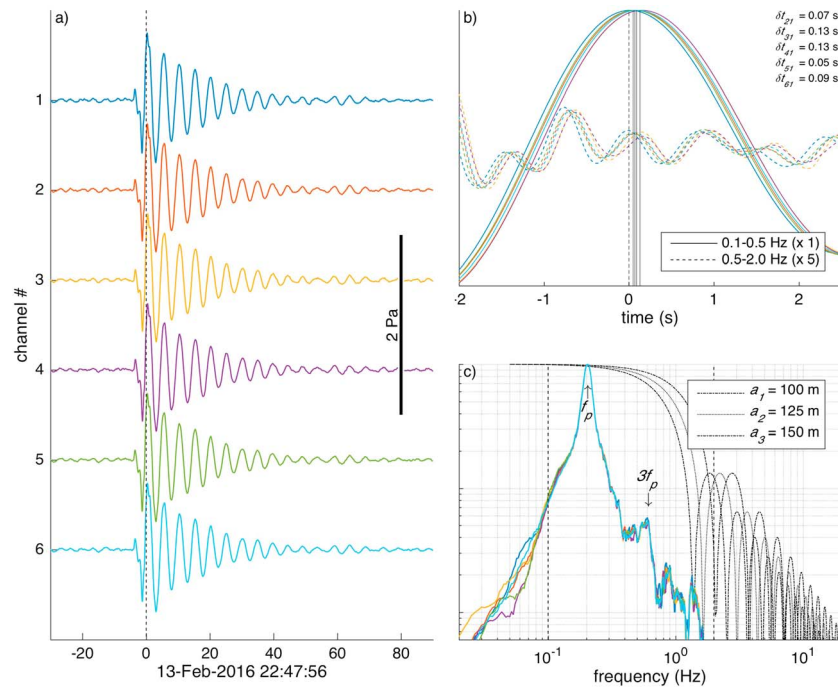 a)
1
2
3
4
5
6
channel #
2 Pa
-20 0 20 40 60 80
13-Feb-2016 22:47:56
b)
δt21 = 0.07 s
δt31 = 0.13 s
δt41 = 0.13 s
δt51 = 0.05 s
δt61 = 0.09 s
0.1-0.5 Hz (x 1)
0.5-2.0 Hz (x 5)
-2 -1 0 1 2
time (s)
c)
a1 = 100 m
a2 = 125 m
a3 = 150 m
fp
3fp
10-1 100 101
frequency (Hz)